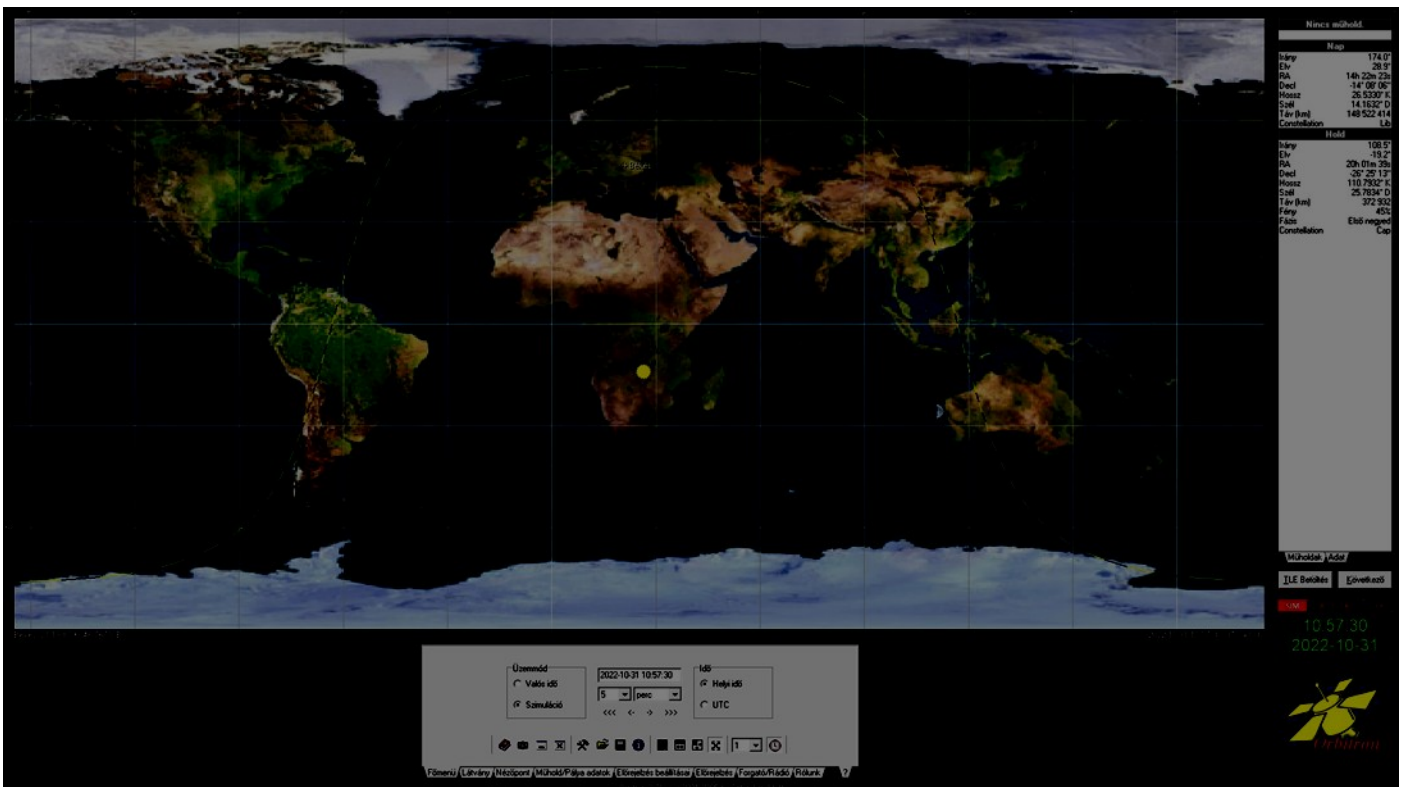 Nincs műhold.
Nap
Irány 174.0°
Elv 28.9°
RA 14h 22m 23s
Decl -14° 08' 06"
Hossz 26.5330° K
Szél 14.1632° D
Táv (km) 148 522 414
Constellation Lib
Hold
Irány 108.5°
Elv -19.2°
RA 20h 01m 39s
Decl -26° 25' 13"
Hossz 110.7932° K
Szél 25.7834° D
Táv (km) 372 932
Fény 45%
Fázis Első negyed
Constellation Cap
Műholdak Adat
TLE Betöltés Következő
SIM
10:57:30
2022-10-31
Orbitron
Üzemmód
Valós idő
Szimuláció
2022-10-31 10:57:30
5 perc
<<< <- -> >>>
Idő
Helyi idő
UTC
1
Főmenü Látvány Nézőpont Műhold/Pálya adatok Előrejelzés beállításai Előrejelzés Forgató/Rádió Rólunk ?